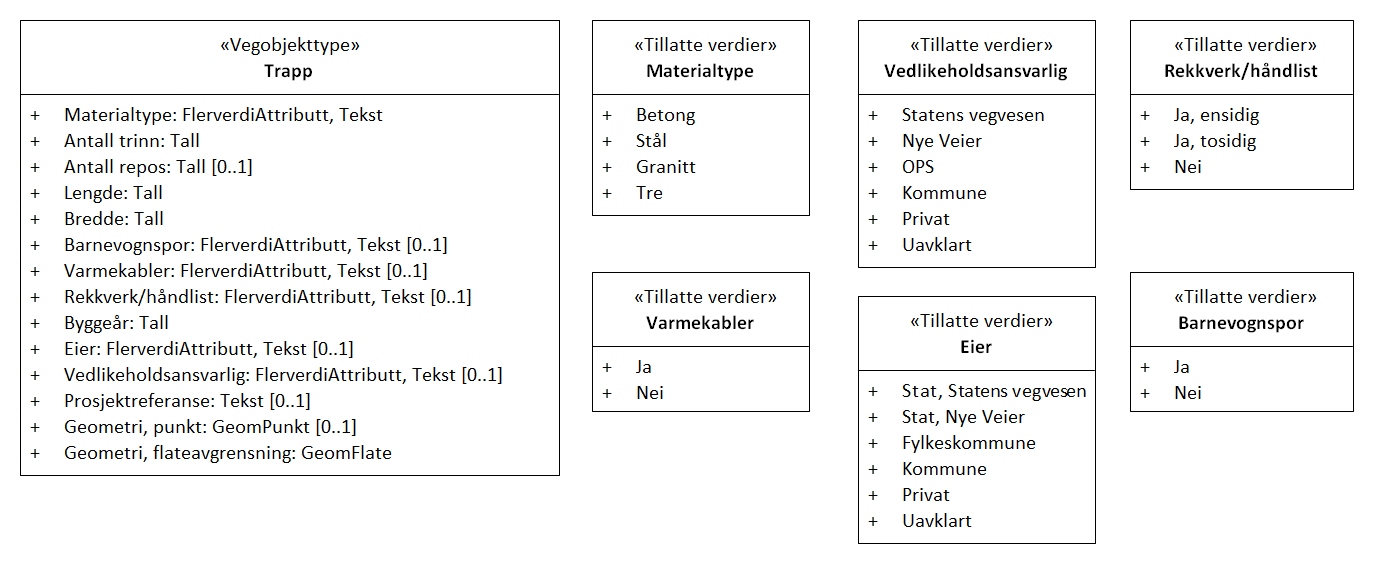 «Vegobjekttype»
Trapp
+ Materialtype: FlerverdiAttributt, Tekst
+ Antall trinn: Tall
+ Antall repos: Tall [0..1]
+ Lengde: Tall
+ Bredde: Tall
+ Barnevognspor: FlerverdiAttributt, Tekst [0..1]
+ Varmekabler: FlerverdiAttributt, Tekst [0..1]
+ Rekkverk/håndlist: FlerverdiAttributt, Tekst [0..1]
+ Byggeår: Tall
+ Eier: FlerverdiAttributt, Tekst [0..1]
+ Vedlikeholdsansvarlig: FlerverdiAttributt, Tekst [0..1]
+ Prosjektreferanse: Tekst [0..1]
+ Geometri, punkt: GeomPunkt [0..1]
+ Geometri, flateavgrensning: GeomFlate
«Tillatte verdier»
Materialtype
+ Betong
+ Stål
+ Granitt
+ Tre
«Tillatte verdier»
Varmekabler
+ Ja
+ Nei
«Tillatte verdier»
Vedlikeholdsansvarlig
+ Statens vegvesen
+ Nye Veier
+ OPS
+ Kommune
+ Privat
+ Uavklart
«Tillatte verdier»
Eier
+ Stat, Statens vegvesen
+ Stat, Nye Veier
+ Fylkeskommune
+ Kommune
+ Privat
+ Uavklart
«Tillatte verdier»
Rekkverk/håndlist
+ Ja, ensidig
+ Ja, tosidig
+ Nei
«Tillatte verdier»
Barnevognspor
+ Ja
+ Nei